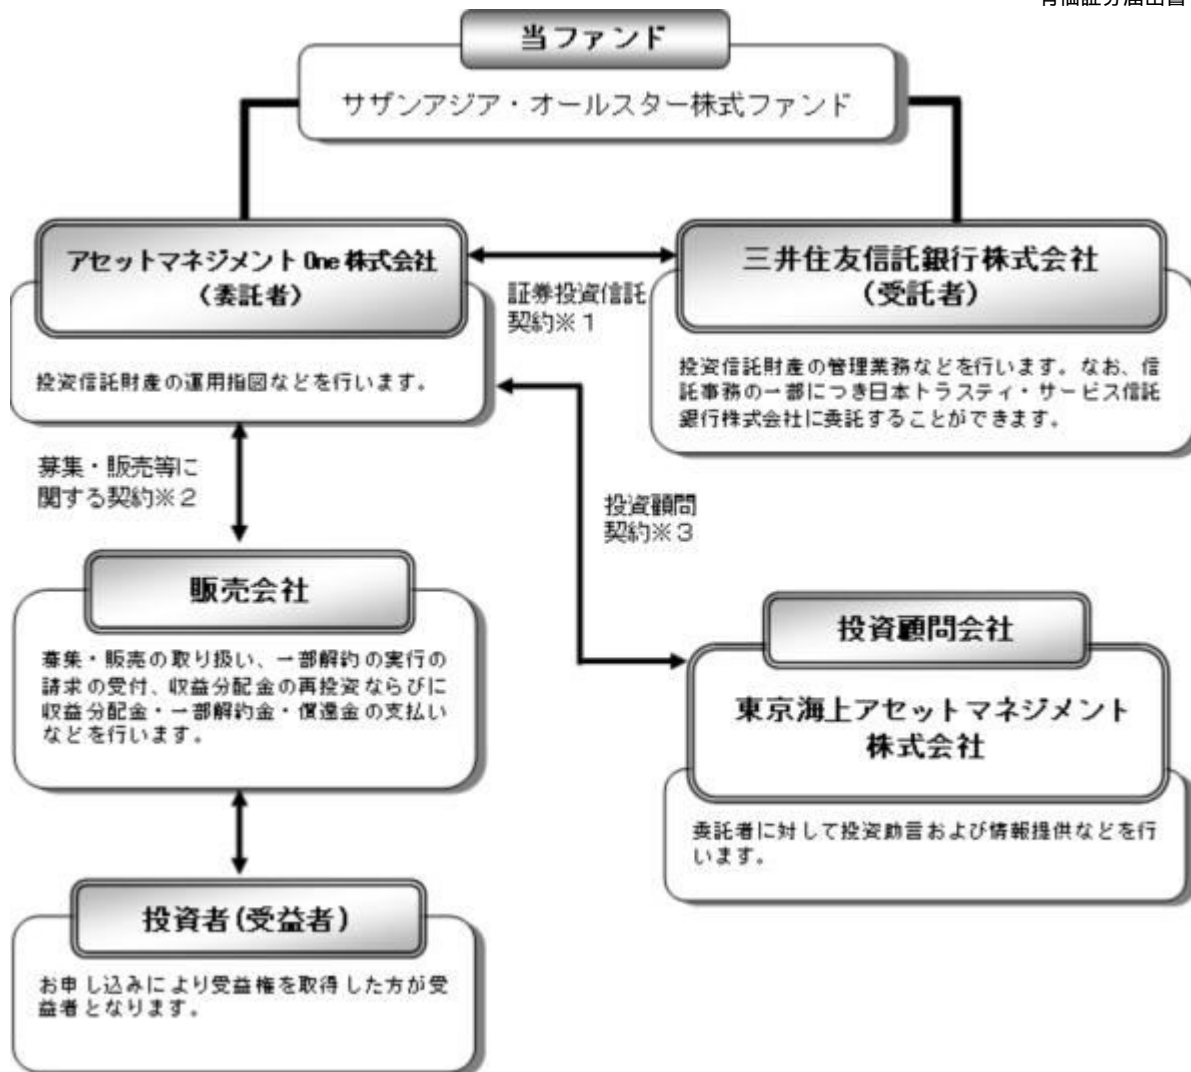 有価証券届出書
当ファンド
サザンアジア・オールスター株式ファンド
アセットマネジメントOne株式会社
（委託者）
投資信託財産の運用指図などを行います。
証券投資信託
契約※１
三井住友信託銀行株式会社
（受託者）
投資信託財産の管理業務などを行います。なお、信
託事務の一部につき日本トラスティ・サービス信託
銀行株式会社に委託することができます。
募集・販売等に
関する契約※２
投資顧問
契約※３
販売会社
募集・販売の取り扱い、一部解約の実行の
請求の受付、収益分配金の再投資ならびに
収益分配金・一部解約金・償還金の支払い
などを行います。
投資顧問会社
東京海上アセットマネジメント
株式会社
委託者に対して投資助言および情報提供などを行
います。
投資者(受益者)
お申し込みにより受益権を取得した方が受
益者となります。